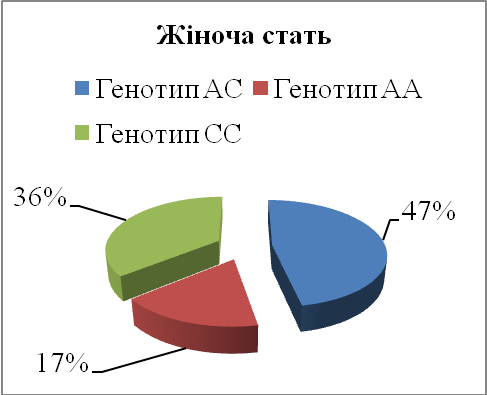 Жіноча стать
Генотип АС Генотип АА
Генотип СС
36%
47%
17%